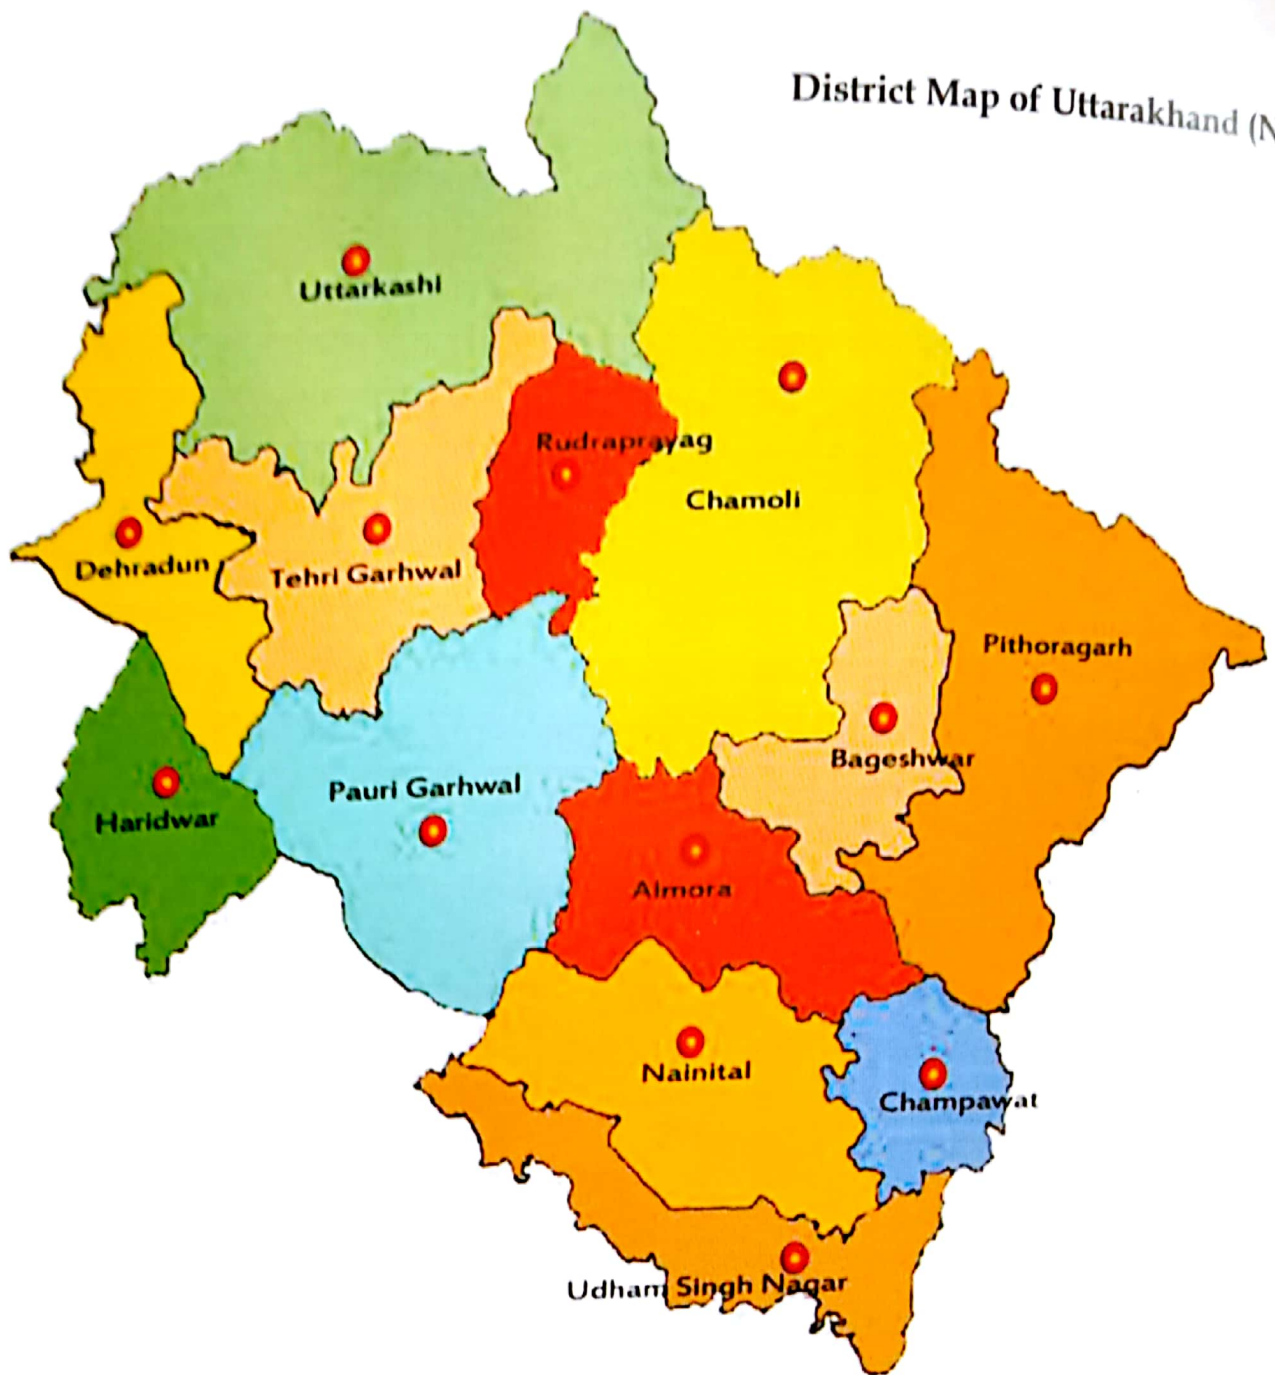 District Map of Uttarakhand (N
Uttarkashi
Rudraprayag
Chamoli
Dehradun
Tehri Garhwal
Pithoragarh
Bageshwar
Pauri Garhwal
Haridwar
Almora
Nainital
Champawat
Udham Singh Nagar